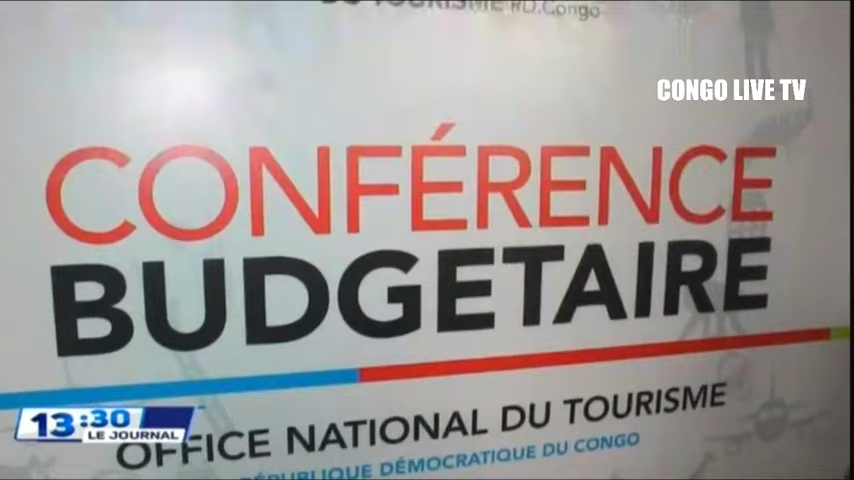 DU TOURISME RD.Congo
CONGO LIVE TV
CONFÉRENCE
BUDGETAIRE
OFFICE NATIONAL DU TOURISME
RÉPUBLIQUE DÉMOCRATIQUE DU CONGO
13:30
LE JOURNAL